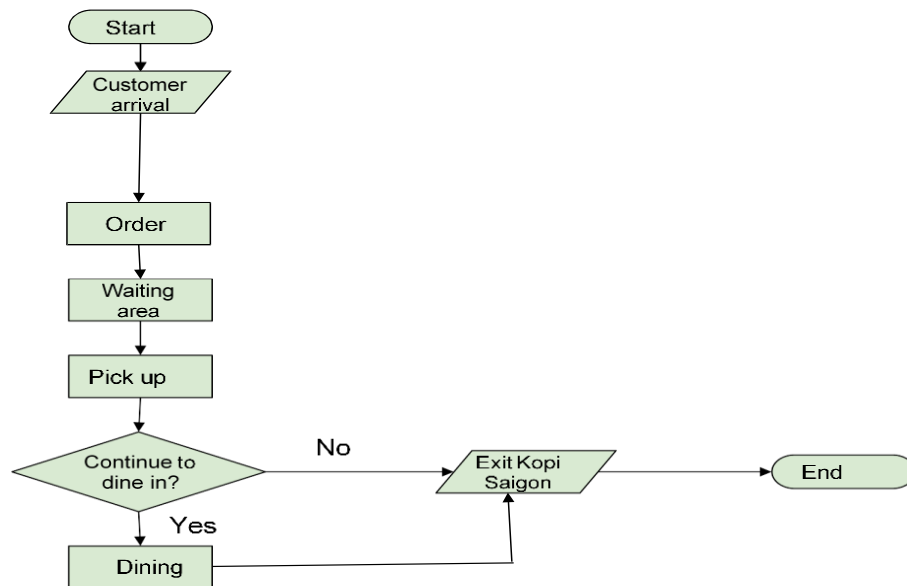 Start
Customer
arrival
Order
Waiting
area
Pick up
Continue to
dine in?
No
Exit Kopi
Saigon
End
Yes
Dining